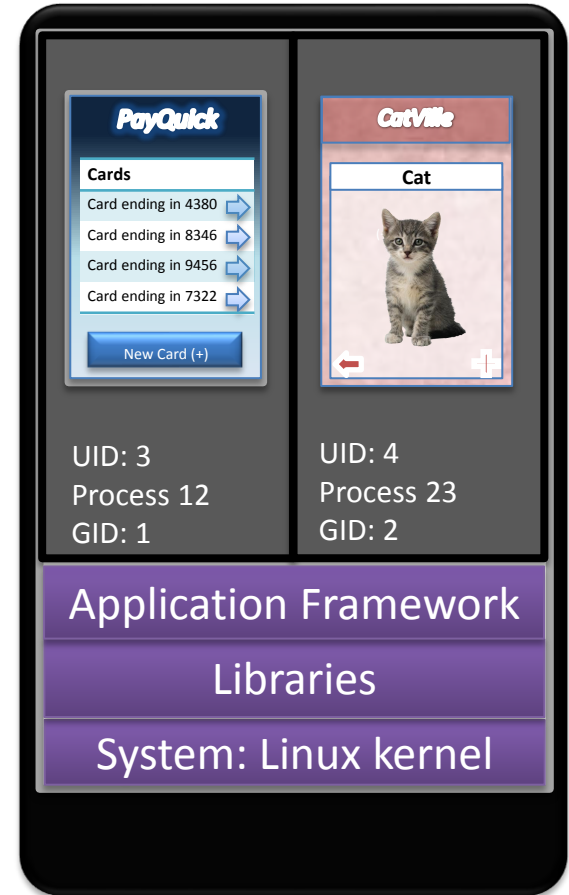 PayQuick
Cards
Card ending in 4380
Card ending in 8346
Card ending in 9456
Card ending in 7322
New Card (+)
UID: 3
Process 12
GID: 1
CatVille
Cat
UID: 4
Process 23
GID: 2
Application Framework
Libraries
System: Linux kernel